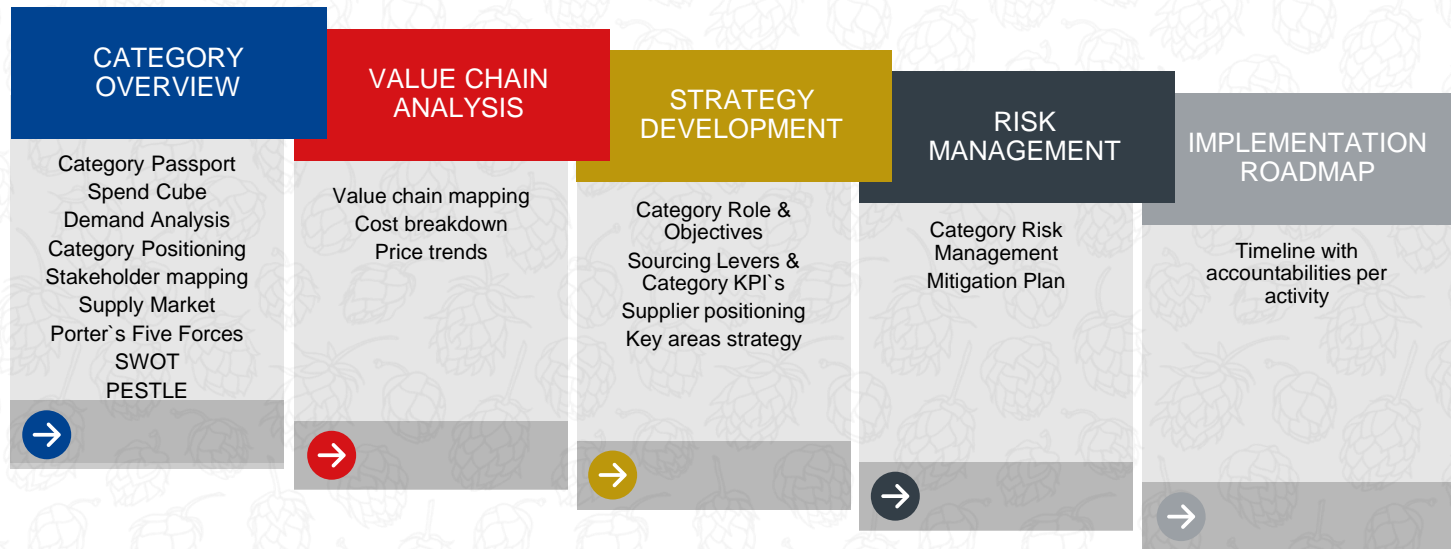 CATEGORY
OVERVIEW
Category Passport
Spend Cube
Demand Analysis
Category Positioning
Stakeholder mapping
Supply Market
Porter`s Five Forces
SWOT
PESTLE
VALUE CHAIN
ANALYSIS
Value chain mapping
Cost breakdown
Price trends
STRATEGY
DEVELOPMENT
Category Role &
Objectives
Sourcing Levers &
Category KPI`s
Supplier positioning
Key areas strategy
RISK
MANAGEMENT
Category Risk
Management
Mitigation Plan
IMPLEMENTATION
ROADMAP
Timeline with
accountabilities per
activity